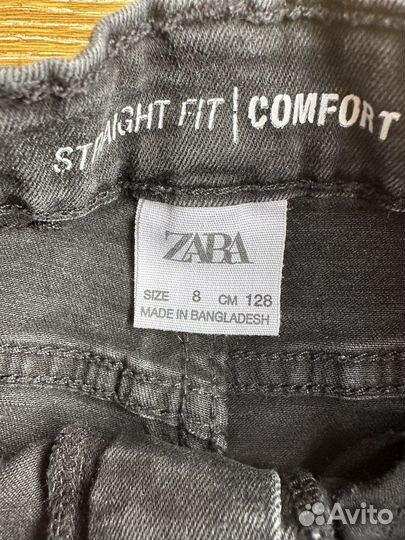 STRAIGHT FIT | COMFORT
ZARA
SIZE 8 CM 128
MADE IN BANGLADESH
Avito